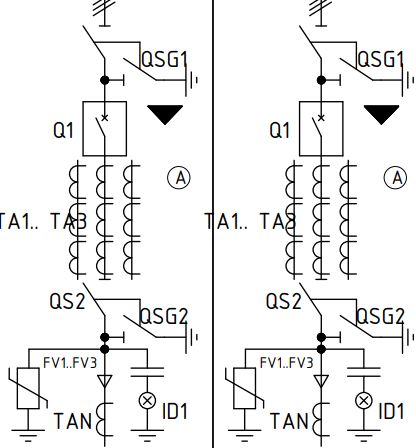 QSG1 QSG1
Q1 Q1
A A
TA1.. TA3 TA1.. TA3
QS2 QS2
QSG2 QSG2
FV1..FV3 FV1..FV3
TAN ID1 TAN ID1